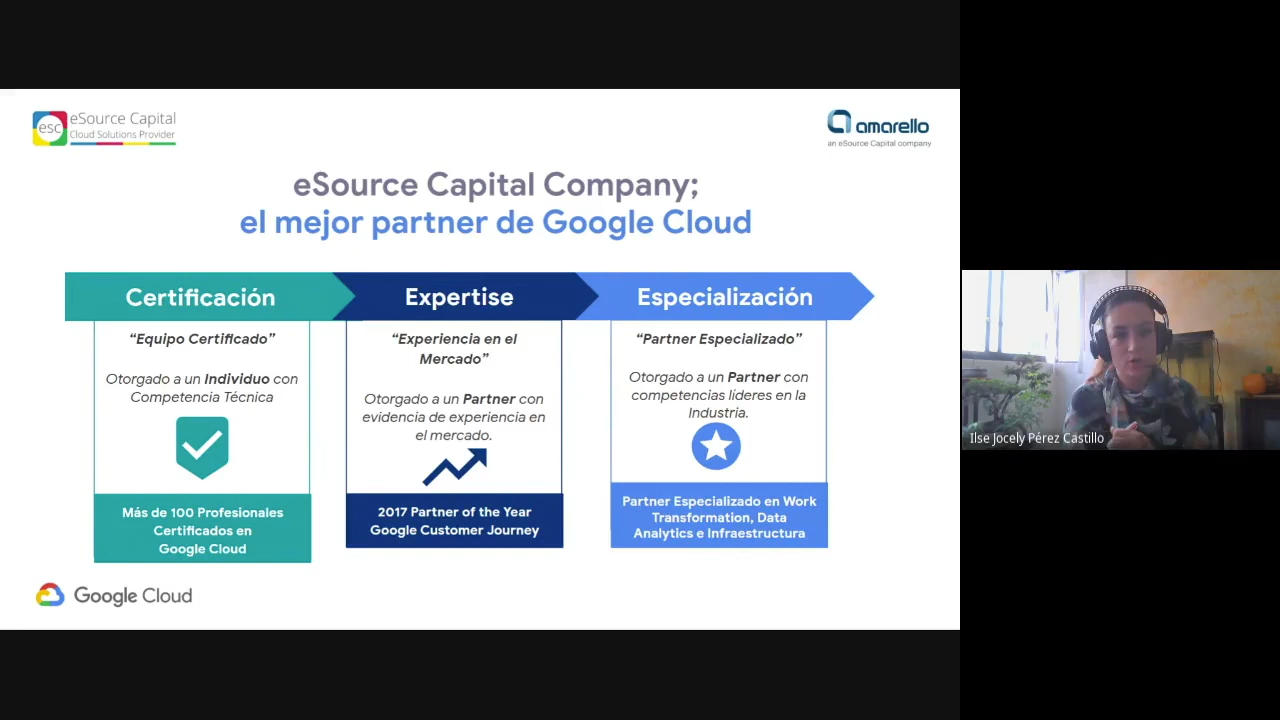 esc
eSource Capital
Cloud Solutions Provider
amarello
an eSource Capital company
eSource Capital Company;
el mejor partner de Google Cloud
Certificación
Expertise
Especialización
“Equipo Certificado”
Otorgado a un Individuo con
Competencia Técnica
Más de 100 Profesionales
Certificados en
Google Cloud
“Experiencia en el
Mercado”
Otorgado a un Partner con
evidencia de experiencia en
el mercado.
2017 Partner of the Year
Google Customer Journey
“Partner Especializado”
Otorgado a un Partner con
competencias líderes en la
Industria.
Partner Especializado en Work
Transformation, Data
Analytics e Infraestructura
Google Cloud
Ilse Jocely Pérez Castillo